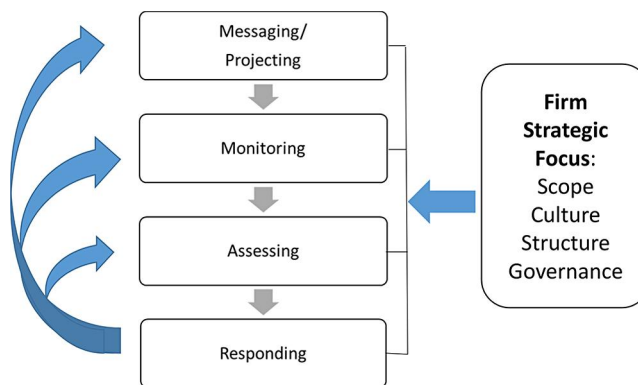 Messaging/
Projecting
Monitoring
Assessing
Responding
Firm
Strategic
Focus:
Scope
Culture
Structure
Governance